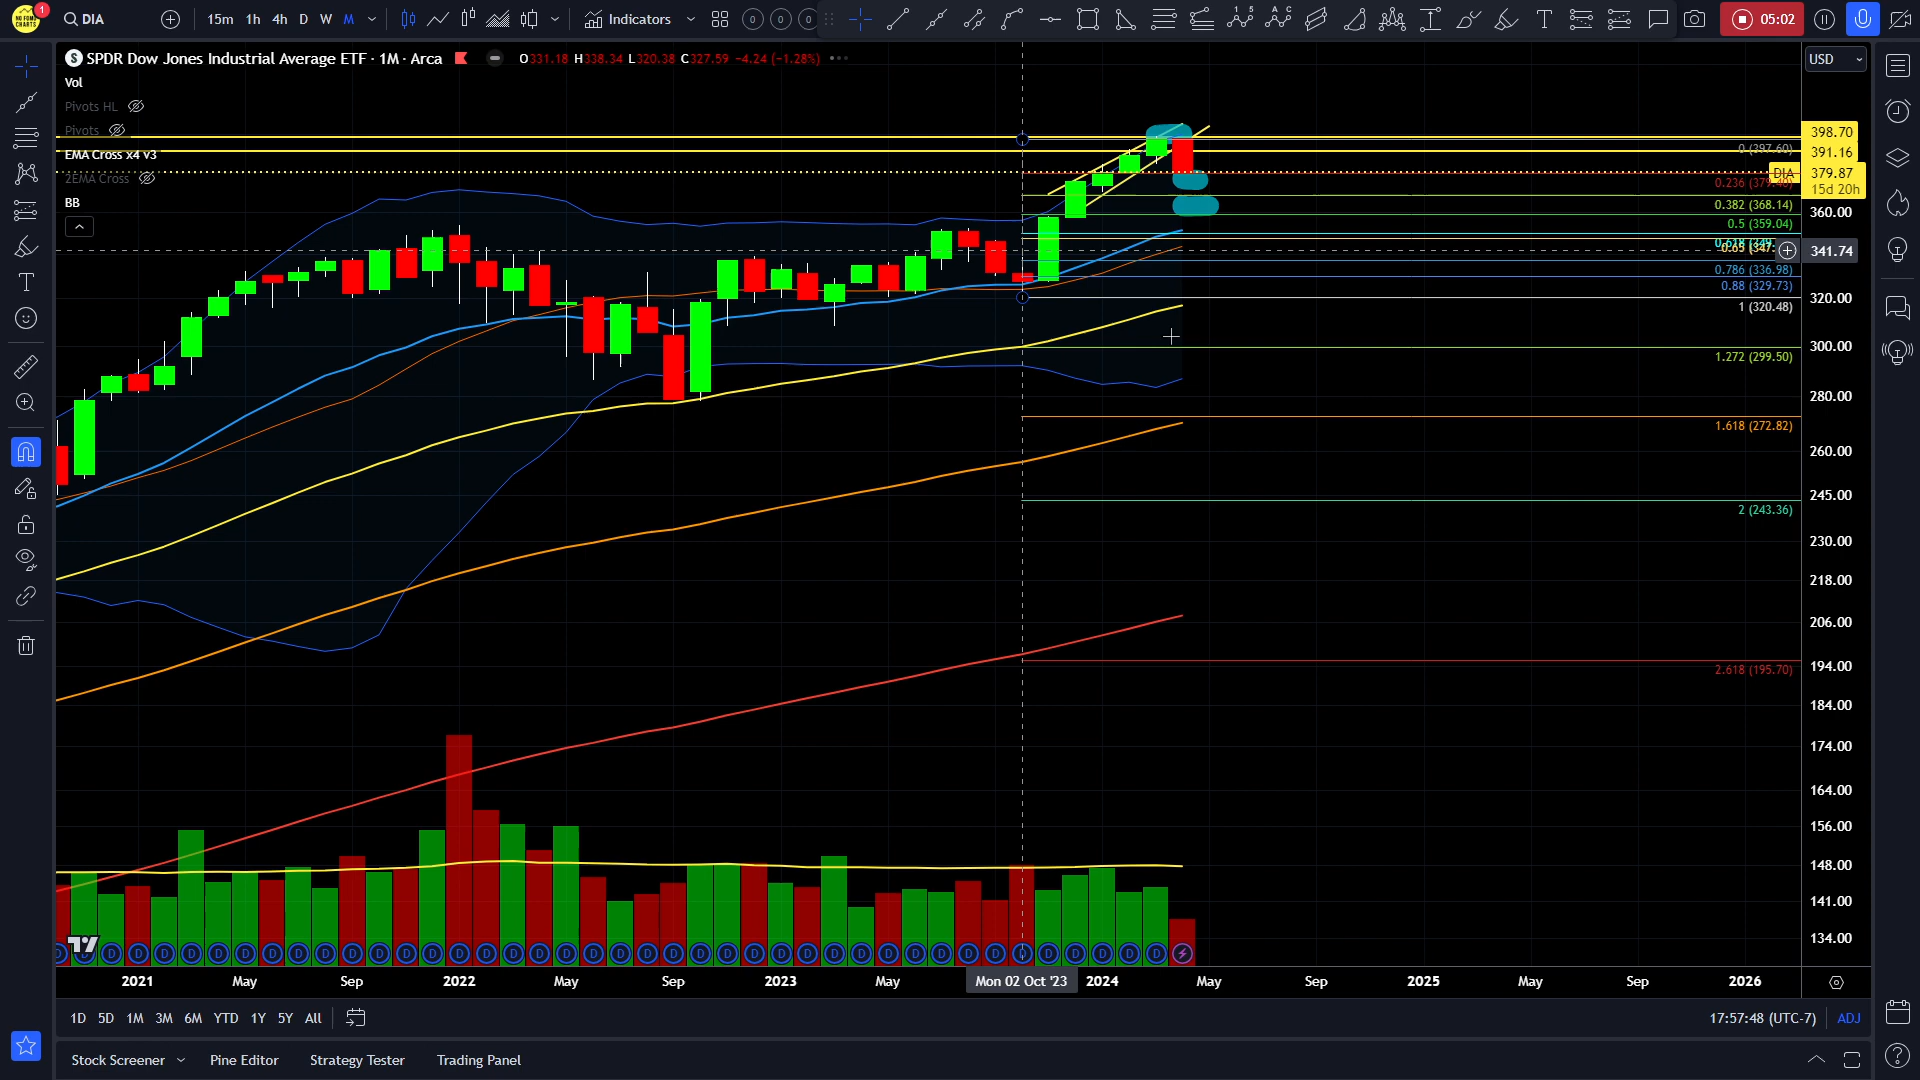 1
DIA
15m 1h 4h D W M
Indicators
0 0 0
05:02
SPDR Dow Jones Industrial Average ETF · 1M · Arca
O331.18 H338.34 L320.38 C327.59 −4.24 (−1.28%)
USD
Vol
Pivots HL
Pivots
EMA Cross x4 v3
2EMA Cross
BB
398.70
0 (397.60)
391.16
DIA 379.87
15d 20h
0.236 (379.40)
0.382 (368.14)
360.00
0.5 (359.04)
341.74
0.786 (336.98)
0.88 (329.73)
320.00
1 (320.48)
300.00
1.272 (299.50)
280.00
1.618 (272.82)
260.00
245.00
2 (243.36)
230.00
218.00
206.00
194.00
2.618 (195.70)
184.00
174.00
164.00
156.00
148.00
141.00
134.00
D D D D D D D D D D D D D D D D D D D D D D D D D D D D D D D D D D D D D D D D D D
2021 May Sep 2022 May Sep 2023 May Mon 02 Oct '23 2024 May Sep 2025 May Sep 2026
1D 5D 1M 3M 6M YTD 1Y 5Y All
17:57:48 (UTC-7) ADJ
Stock Screener Pine Editor Strategy Tester Trading Panel